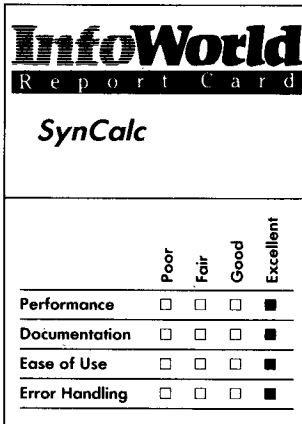 InfoWorld
Report Card
SynCalc
Poor Fair Good Excellent
Performance
Documentation
Ease of Use
Error Handling